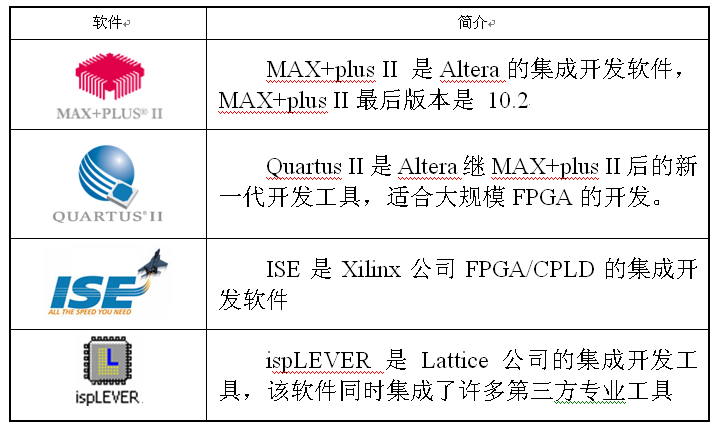 软件
简介
MAX+PLUS® II
MAX+plus II 是 Altera 的集成开发软件，
MAX+plus II 最后版本是 10.2
QUARTUS® II
Quartus II 是 Altera 继 MAX+plus II 后的新
一代开发工具，适合大规模 FPGA 的开发。
ISE
ALL THE SPEED YOU NEED
ISE 是 Xilinx 公司 FPGA/CPLD 的集成开
发软件
L
ispLEVER
ispLEVER 是 Lattice 公司的集成开发工
具，该软件同时集成了许多第三方专业工具